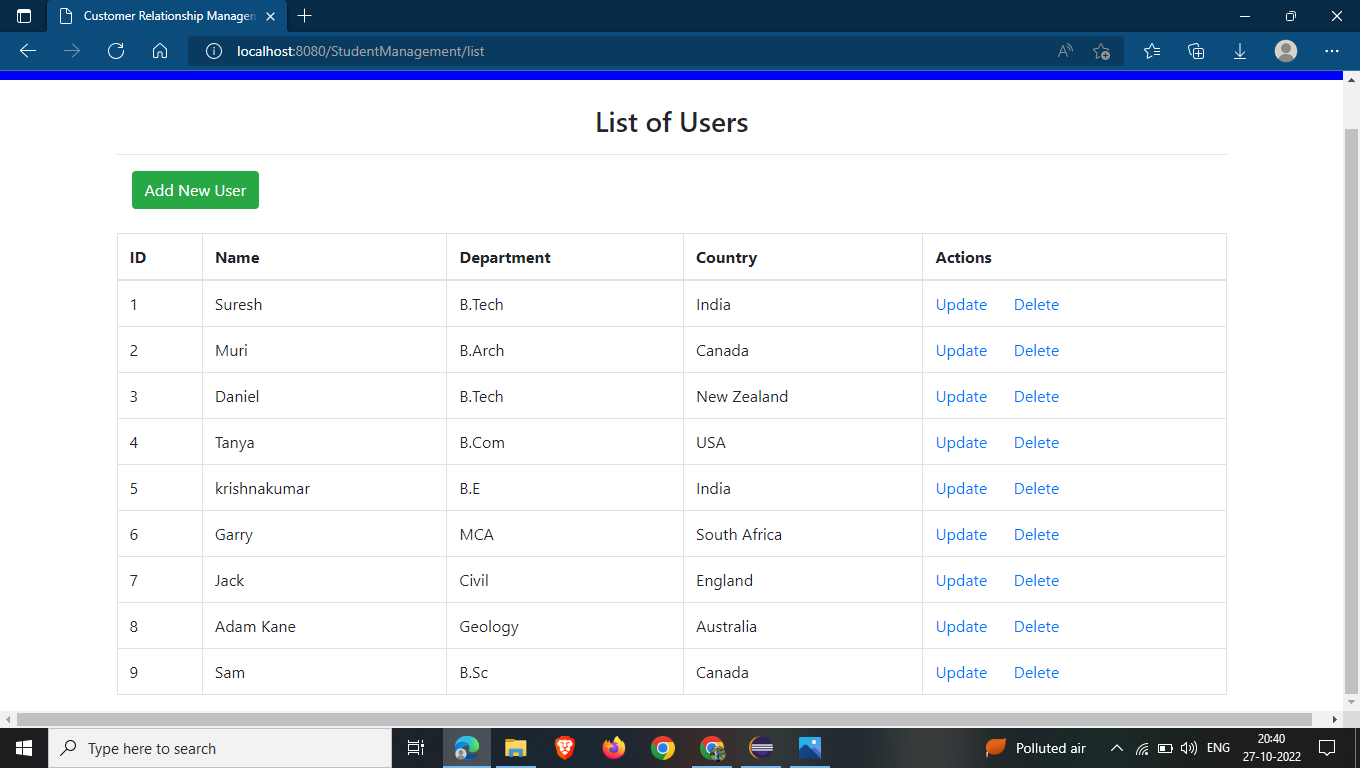 Customer Relationship Managem
localhost:8080/StudentManagement/list
List of Users
Add New User
ID Name Department Country Actions
1 Suresh B.Tech India Update Delete
2 Muri B.Arch Canada Update Delete
3 Daniel B.Tech New Zealand Update Delete
4 Tanya B.Com USA Update Delete
5 krishnakumar B.E India Update Delete
6 Garry MCA South Africa Update Delete
7 Jack Civil England Update Delete
8 Adam Kane Geology Australia Update Delete
9 Sam B.Sc Canada Update Delete
Type here to search Polluted air ENG 20:40
27-10-2022